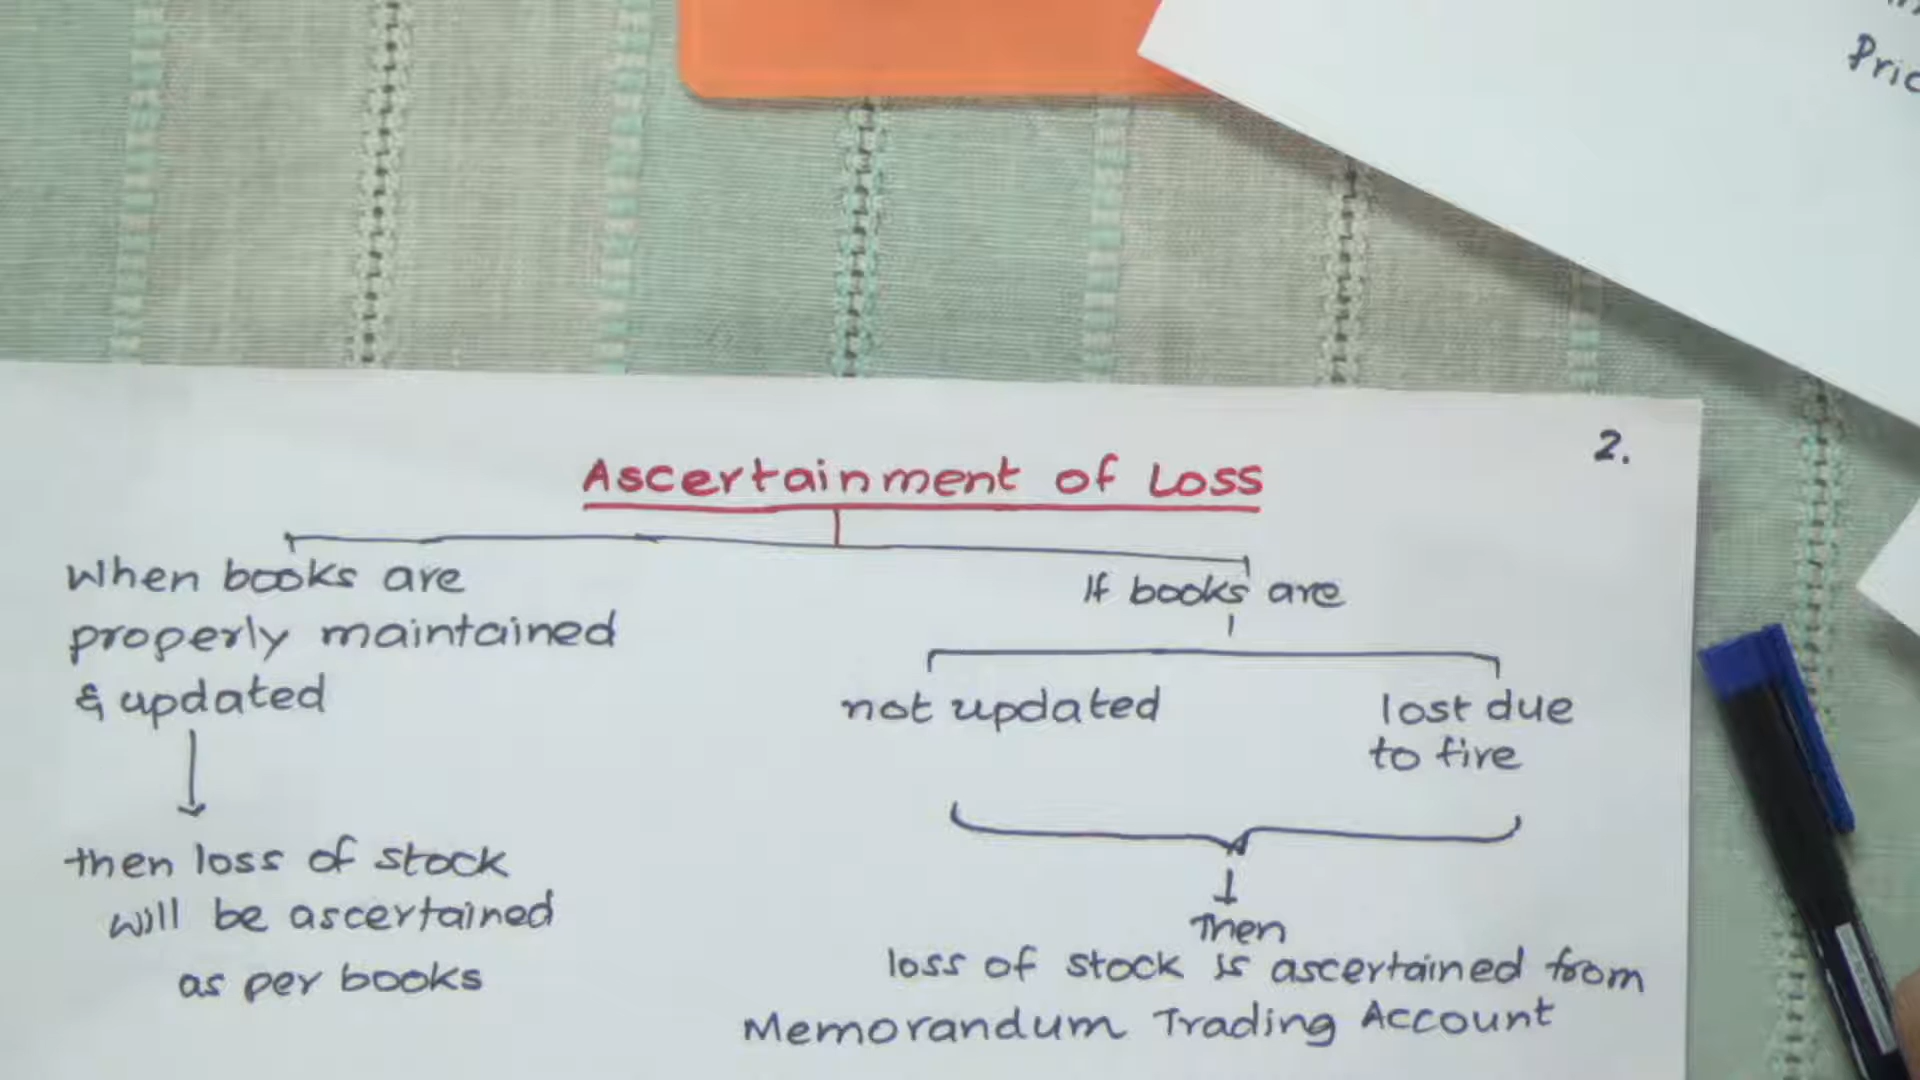 Pric
2.
Ascertainment of Loss
When books are
properly maintained
& updated
then loss of stock
will be ascertained
as per books
If books are
not updated
lost due
to fire
Then
loss of stock is ascertained from
Memorandum Trading Account